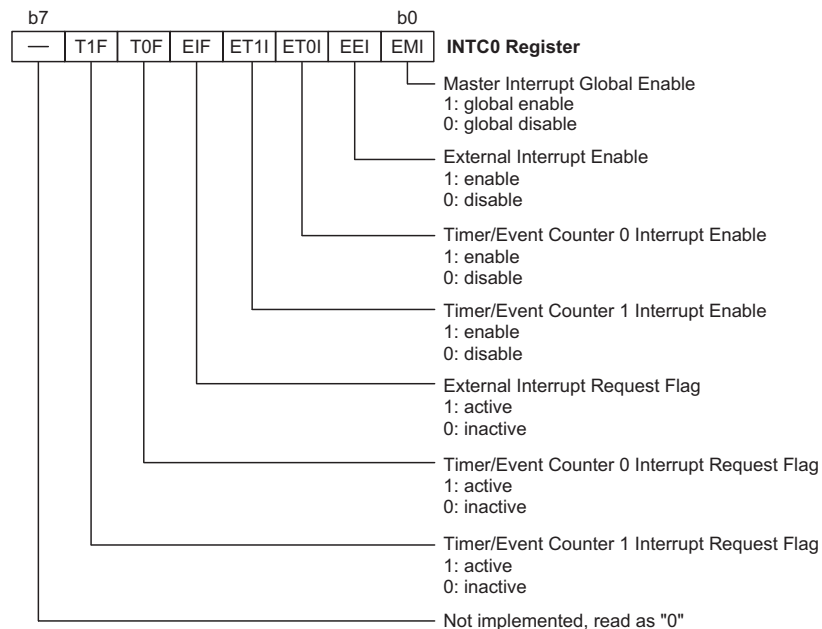 b7 b0
— T1F T0F EIF ET1I ET0I EEI EMI INTC0 Register
Master Interrupt Global Enable
1: global enable
0: global disable
External Interrupt Enable
1: enable
0: disable
Timer/Event Counter 0 Interrupt Enable
1: enable
0: disable
Timer/Event Counter 1 Interrupt Enable
1: enable
0: disable
External Interrupt Request Flag
1: active
0: inactive
Timer/Event Counter 0 Interrupt Request Flag
1: active
0: inactive
Timer/Event Counter 1 Interrupt Request Flag
1: active
0: inactive
Not implemented, read as "0"